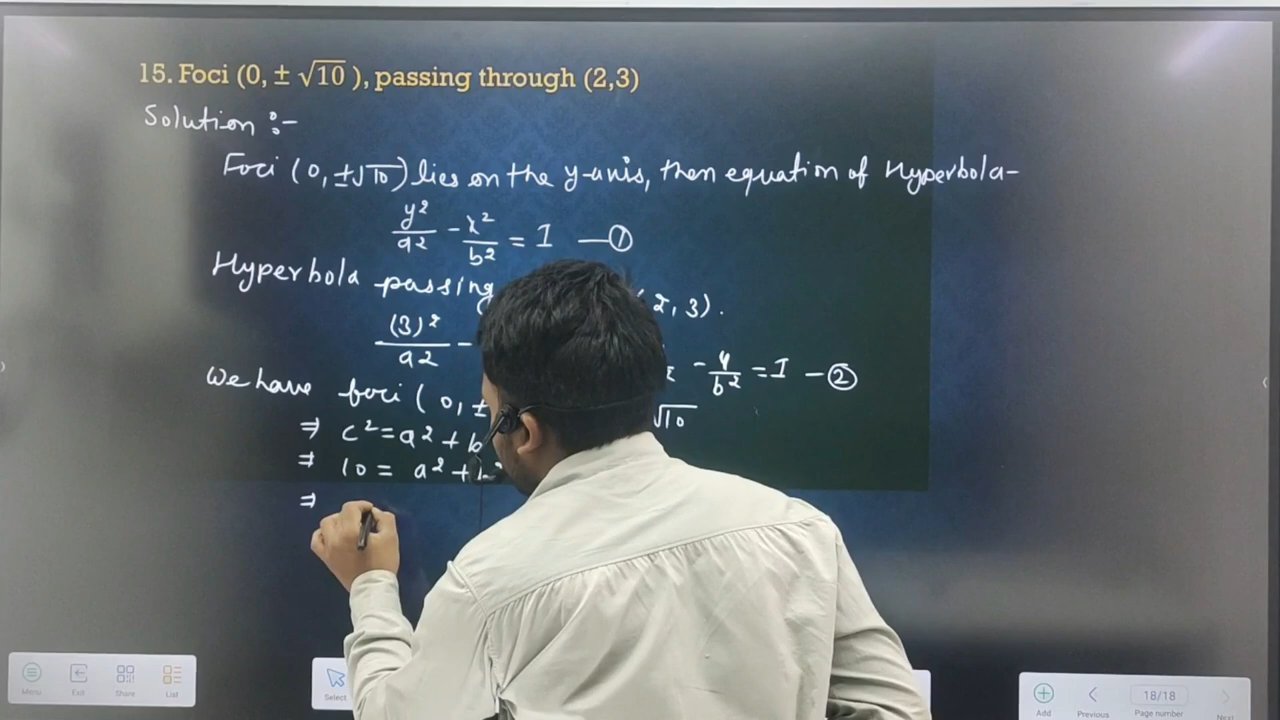 15. Foci (0, ± √10 ), passing through (2,3)
Solution :-
Foci (0, ±√10) lies on the y-axis, then equation of Hyperbola-
y²/a² - x²/b² = 1 —①
Hyperbola passing 2, 3).
(3)²/a² - - 4/b² = 1 - ②
We have foci ( 0, ± √10
⇒ c² = a² + b
⇒ 10 = a² + b²
⇒
Menu Exit Share List Select Add Previous 18/18 Page number Next